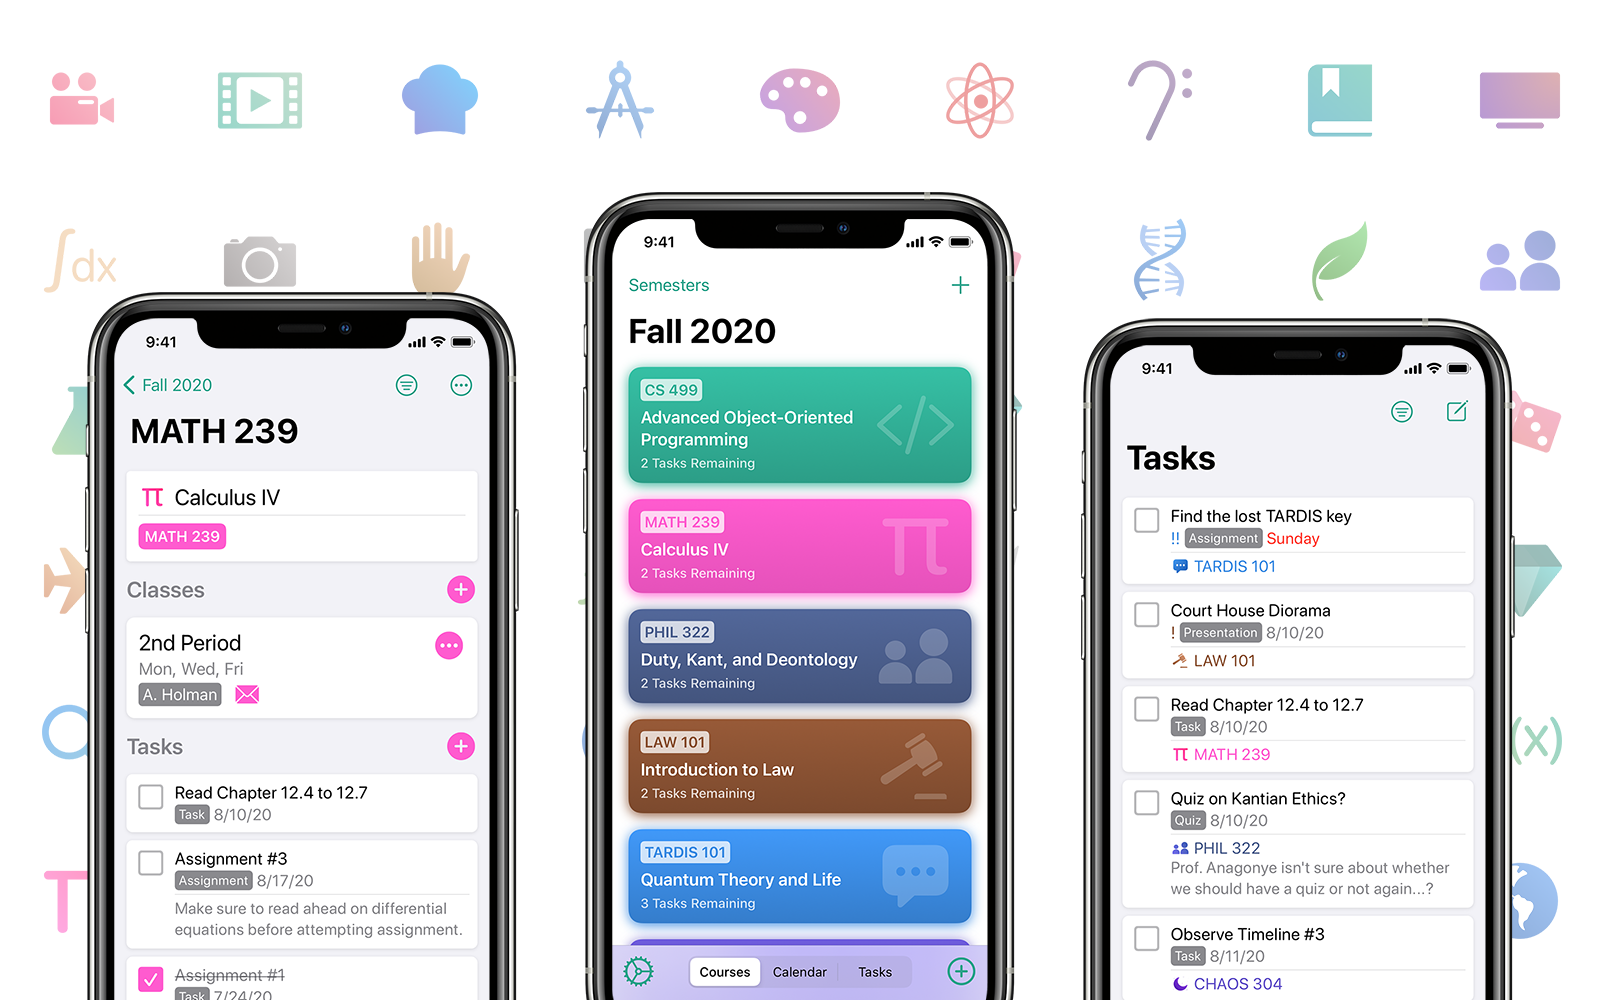 ∫dx
9:41
Fall 2020
MATH 239
π Calculus IV
MATH 239
Classes
2nd Period
Mon, Wed, Fri
A. Holman
Tasks
Read Chapter 12.4 to 12.7
Task 8/10/20
Assignment #3
Assignment 8/17/20
Make sure to read ahead on differential
equations before attempting assignment.
Assignment #1
Task 7/24/20
9:41
Semesters
Fall 2020
CS 499
Advanced Object-Oriented
Programming
</>
2 Tasks Remaining
MATH 239
Calculus IV
π
2 Tasks Remaining
PHIL 322
Duty, Kant, and Deontology
2 Tasks Remaining
LAW 101
Introduction to Law
2 Tasks Remaining
TARDIS 101
Quantum Theory and Life
3 Tasks Remaining
Courses Calendar Tasks
9:41
Tasks
Find the lost TARDIS key
!! Assignment Sunday
TARDIS 101
Court House Diorama
! Presentation 8/10/20
LAW 101
Read Chapter 12.4 to 12.7
Task 8/10/20
π MATH 239
Quiz on Kantian Ethics?
Quiz 8/10/20
PHIL 322
Prof. Anagonye isn't sure about whether
we should have a quiz or not again...?
Observe Timeline #3
Task 8/11/20
CHAOS 304
(x)